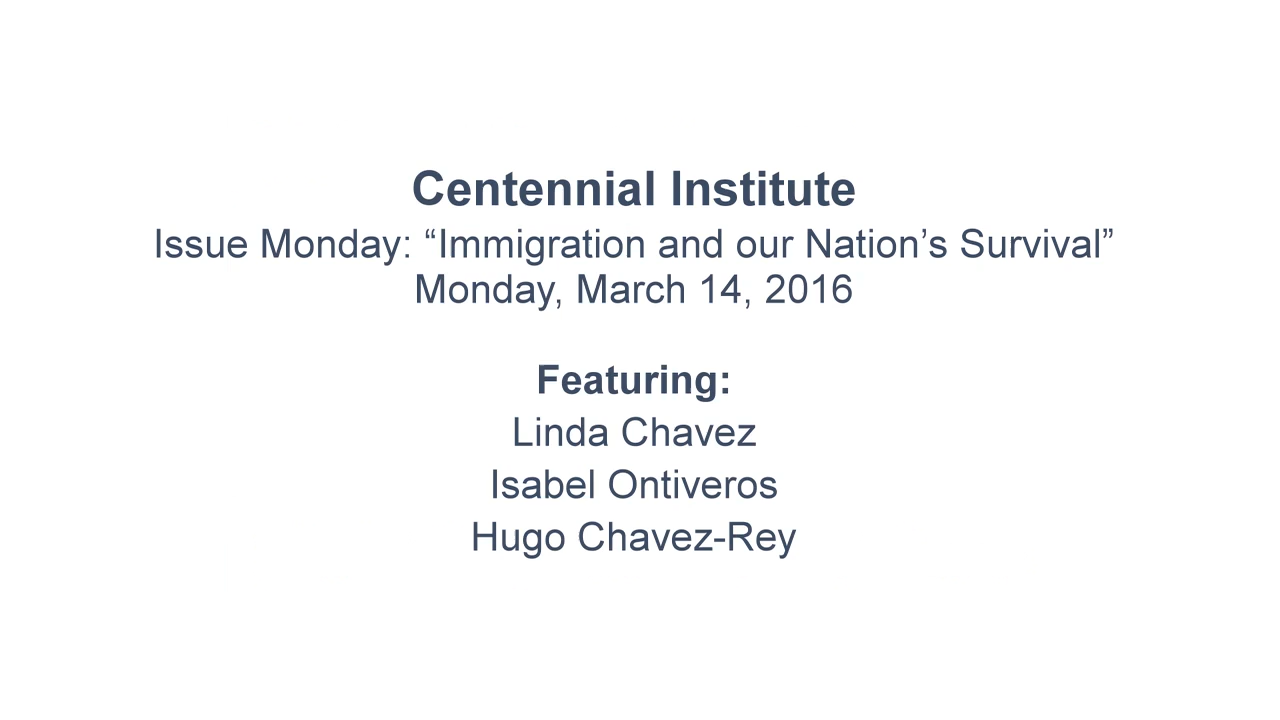 Centennial Institute
Issue Monday: “Immigration and our Nation’s Survival”
Monday, March 14, 2016
Featuring:
Linda Chavez
Isabel Ontiveros
Hugo Chavez-Rey